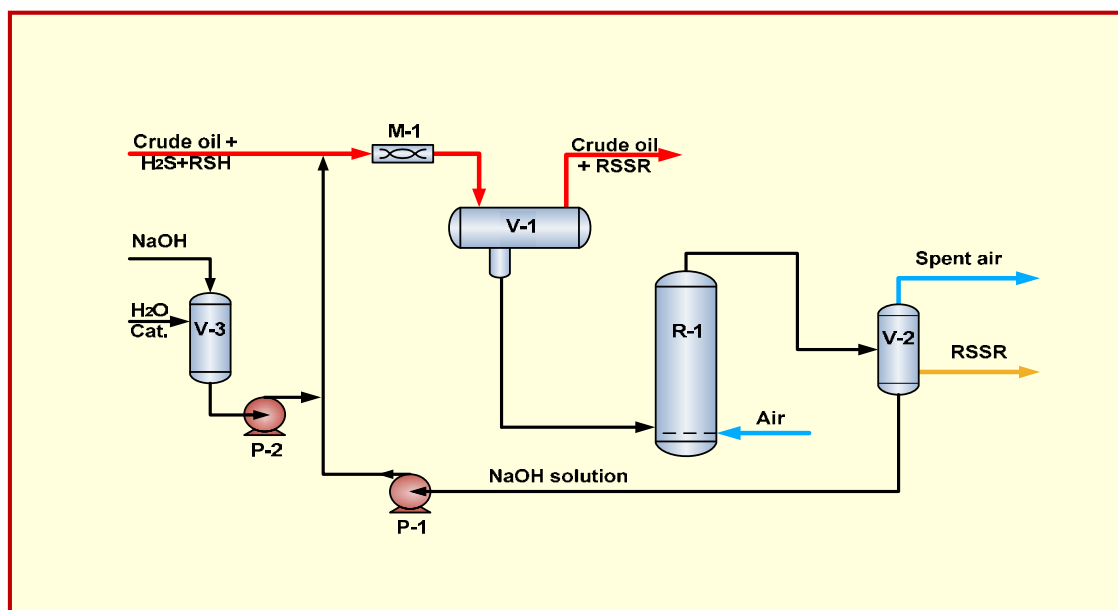 Crude oil +
H2S+RSH
M-1
Crude oil
+ RSSR
V-1
NaOH
H2O
Cat.
V-3
P-2
R-1
Air
Spent air
V-2
RSSR
NaOH solution
P-1